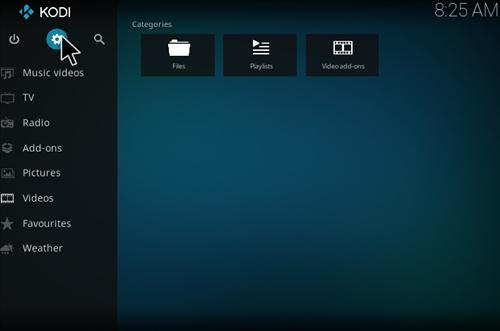 KODI
8:25 AM
Categories
Files
Playlists
Video add-ons
Music videos
TV
Radio
Add-ons
Pictures
Videos
Favourites
Weather